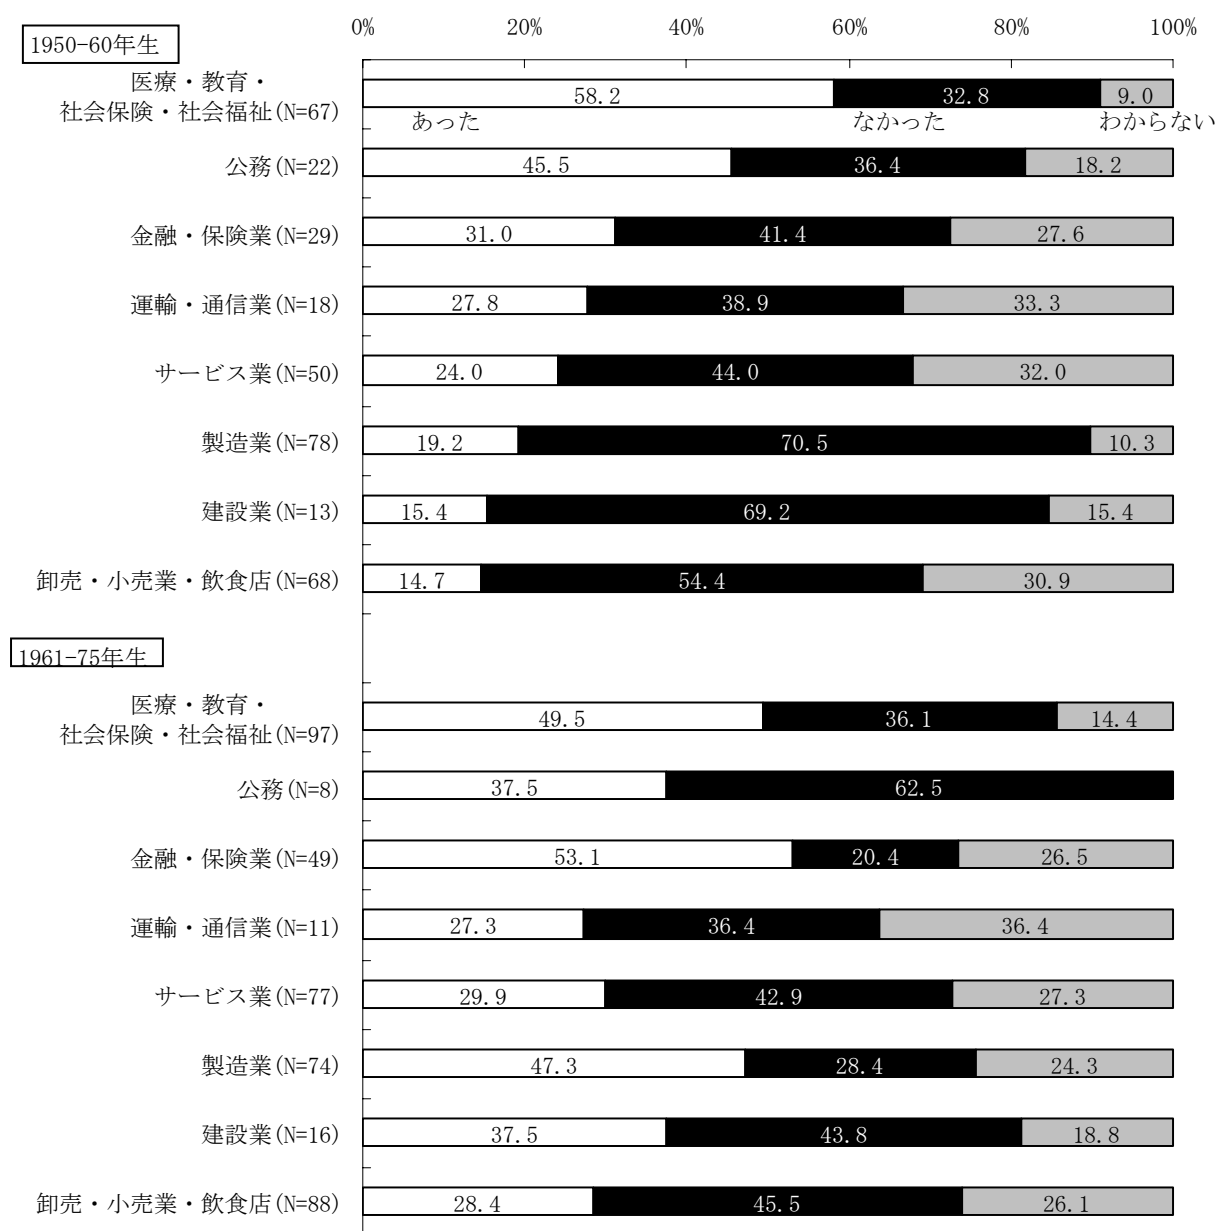 0% 20% 40% 60% 80% 100%
1950-60年生
医療・教育・
社会保険・社会福祉(N=67) 58.2 32.8 9.0
あった なかった わからない
公務(N=22) 45.5 36.4 18.2
金融・保険業(N=29) 31.0 41.4 27.6
運輸・通信業(N=18) 27.8 38.9 33.3
サービス業(N=50) 24.0 44.0 32.0
製造業(N=78) 19.2 70.5 10.3
建設業(N=13) 15.4 69.2 15.4
卸売・小売業・飲食店(N=68) 14.7 54.4 30.9
1961-75年生
医療・教育・
社会保険・社会福祉(N=97) 49.5 36.1 14.4
公務(N=8) 37.5 62.5
金融・保険業(N=49) 53.1 20.4 26.5
運輸・通信業(N=11) 27.3 36.4 36.4
サービス業(N=77) 29.9 42.9 27.3
製造業(N=74) 47.3 28.4 24.3
建設業(N=16) 37.5 43.8 18.8
卸売・小売業・飲食店(N=88) 28.4 45.5 26.1